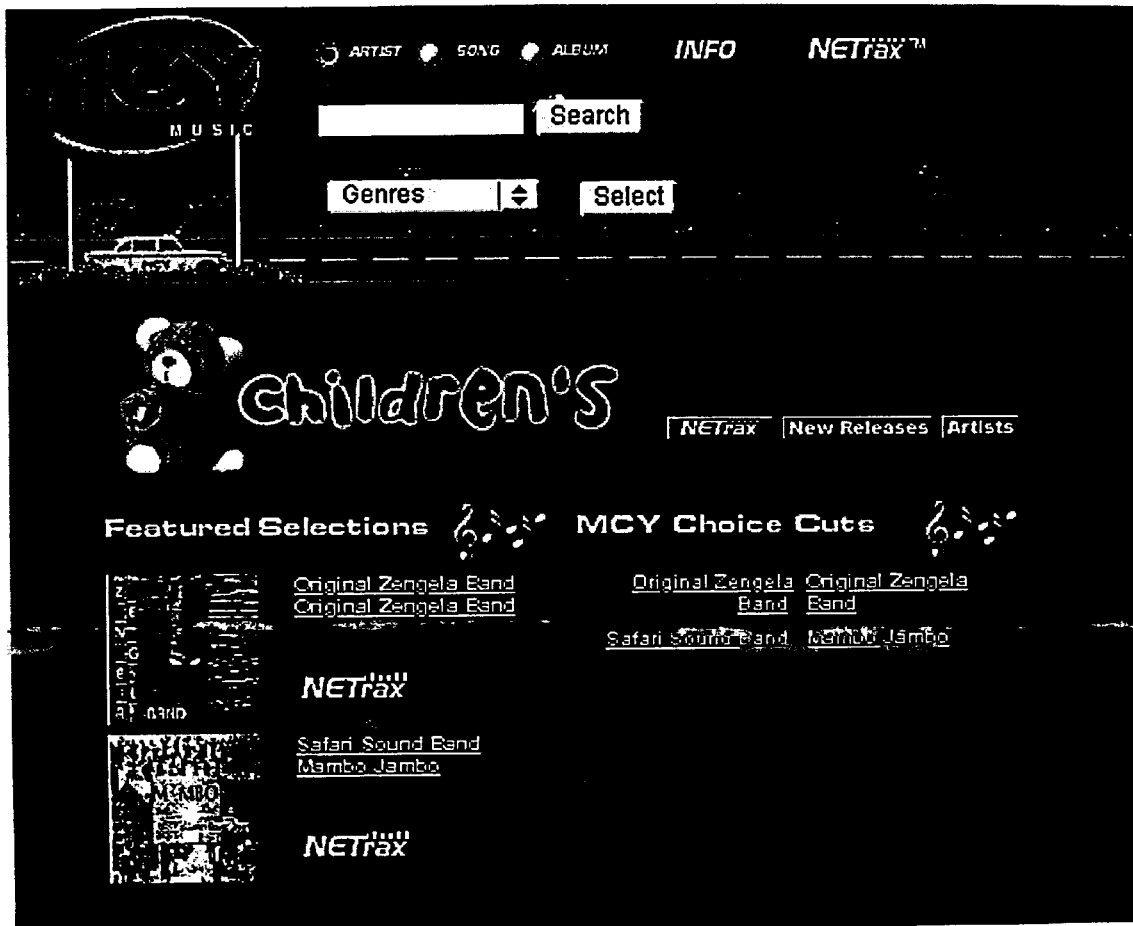 MUSIC
ARTIST SONG ALBUM INFO NETrax™
Search
Genres Select
Children's
NETrax New Releases Artists
Featured Selections MCY Choice Cuts
Original Zengela Band
Original Zengela Band
Original Zengela Original Zengela
Band Band
Safari Sound Band Mambo Jambo
BAND
NETrax
Safari Sound Band
Mambo Jambo
NETrax